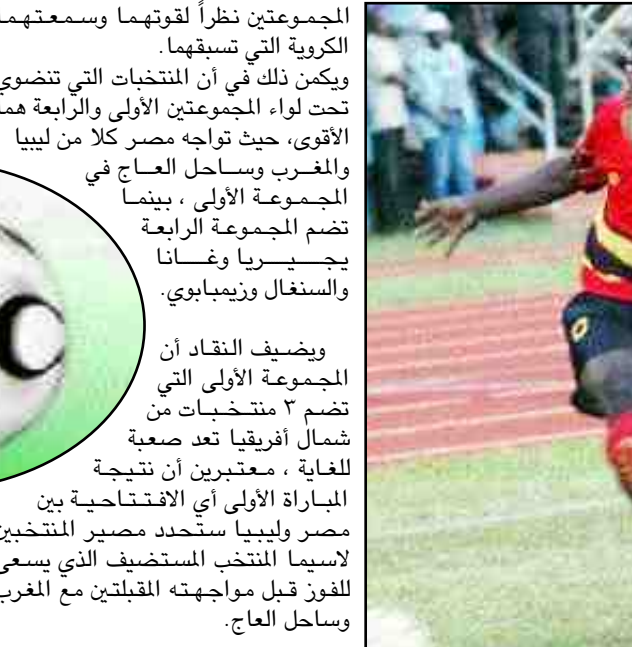 المجموعتين نظراً لقوتهما وسمعتهما
الكروية التي تسبقهما.
ويكمن ذلك في أن المنتخبات التي تنضوي
تحت لواء المجموعتين الأولى والرابعة هما
الأقوى، حيث تواجه مصر كلا من ليبيا
والمغرب وساحل العاج في
المجموعة الأولى ، بينما
تضم المجموعة الرابعة
يجيريا وغانا
والسنغال وزيمبابوي.
ويضيف النقاد أن
المجموعة الأولى التي
تضم ٣ منتخبات من
شمال أفريقيا تعد صعبة
للغاية ، معتبرين أن نتيجة
المباراة الأولى أي الافتتاحية بين
مصر وليبيا ستحدد مصير المنتخبين
لاسيما المنتخب المستضيف الذي يسعى
للفوز قبل مواجهته المقبلتين مع المغرب
وساحل العاج.